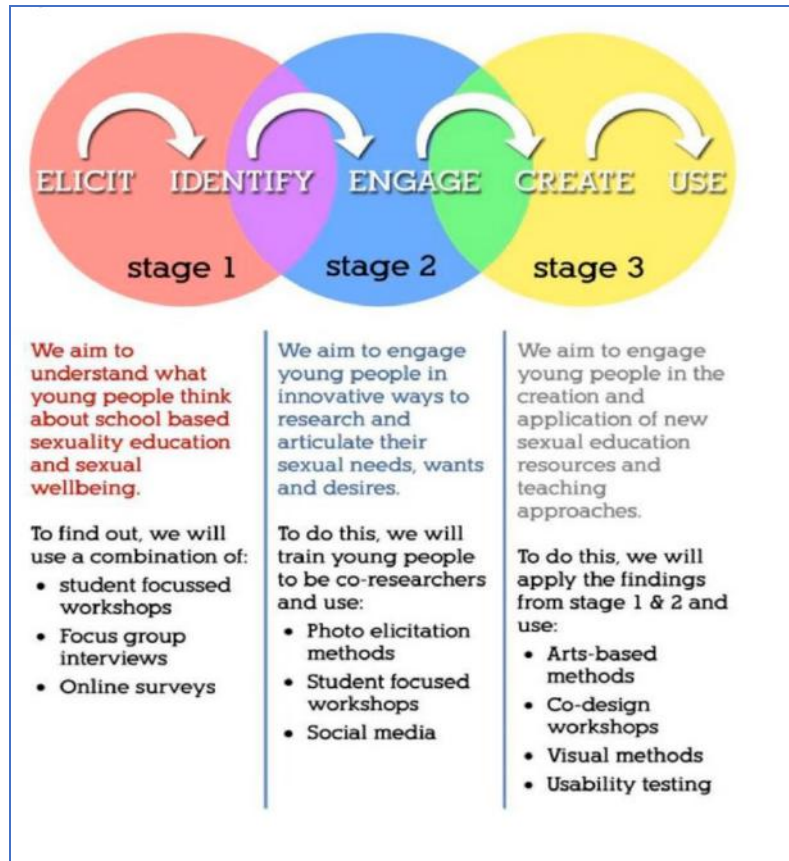 ELICIT IDENTIFY ENGAGE CREATE USE
stage 1 stage 2 stage 3
We aim to
understand what
young people think
about school based
sexuality education
and sexual
wellbeing.
To find out, we will
use a combination of:
• student focussed
workshops
• Focus group
interviews
• Online surveys
We aim to engage
young people in
innovative ways to
research and
articulate their
sexual needs, wants
and desires.
To do this, we will
train young people
to be co-researchers
and use:
• Photo elicitation
methods
• Student focused
workshops
• Social media
We aim to engage
young people in the
creation and
application of new
sexual education
resources and
teaching
approaches.
To do this, we will
apply the findings
from stage 1 & 2 and
use:
• Arts-based
methods
• Co-design
workshops
• Visual methods
• Usability testing